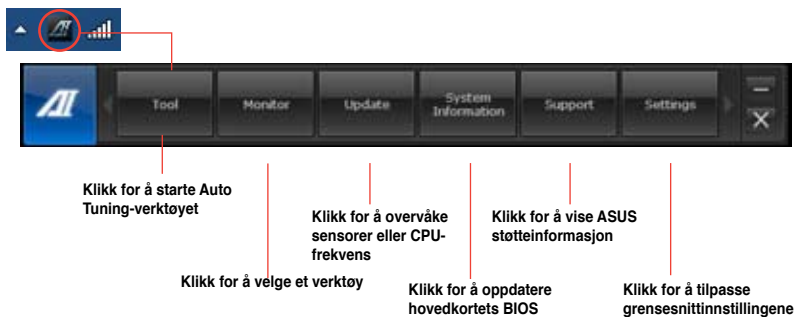 Tool
Monitor
Update
System
Information
Support
Settings
Klikk for å starte Auto
Tuning-verktøyet
Klikk for å velge et verktøy
Klikk for å overvåke
sensorer eller CPU-
frekvens
Klikk for å oppdatere
hovedkortets BIOS
Klikk for å vise ASUS
støtteinformasjon
Klikk for å tilpasse
grensesnittinnstillingene